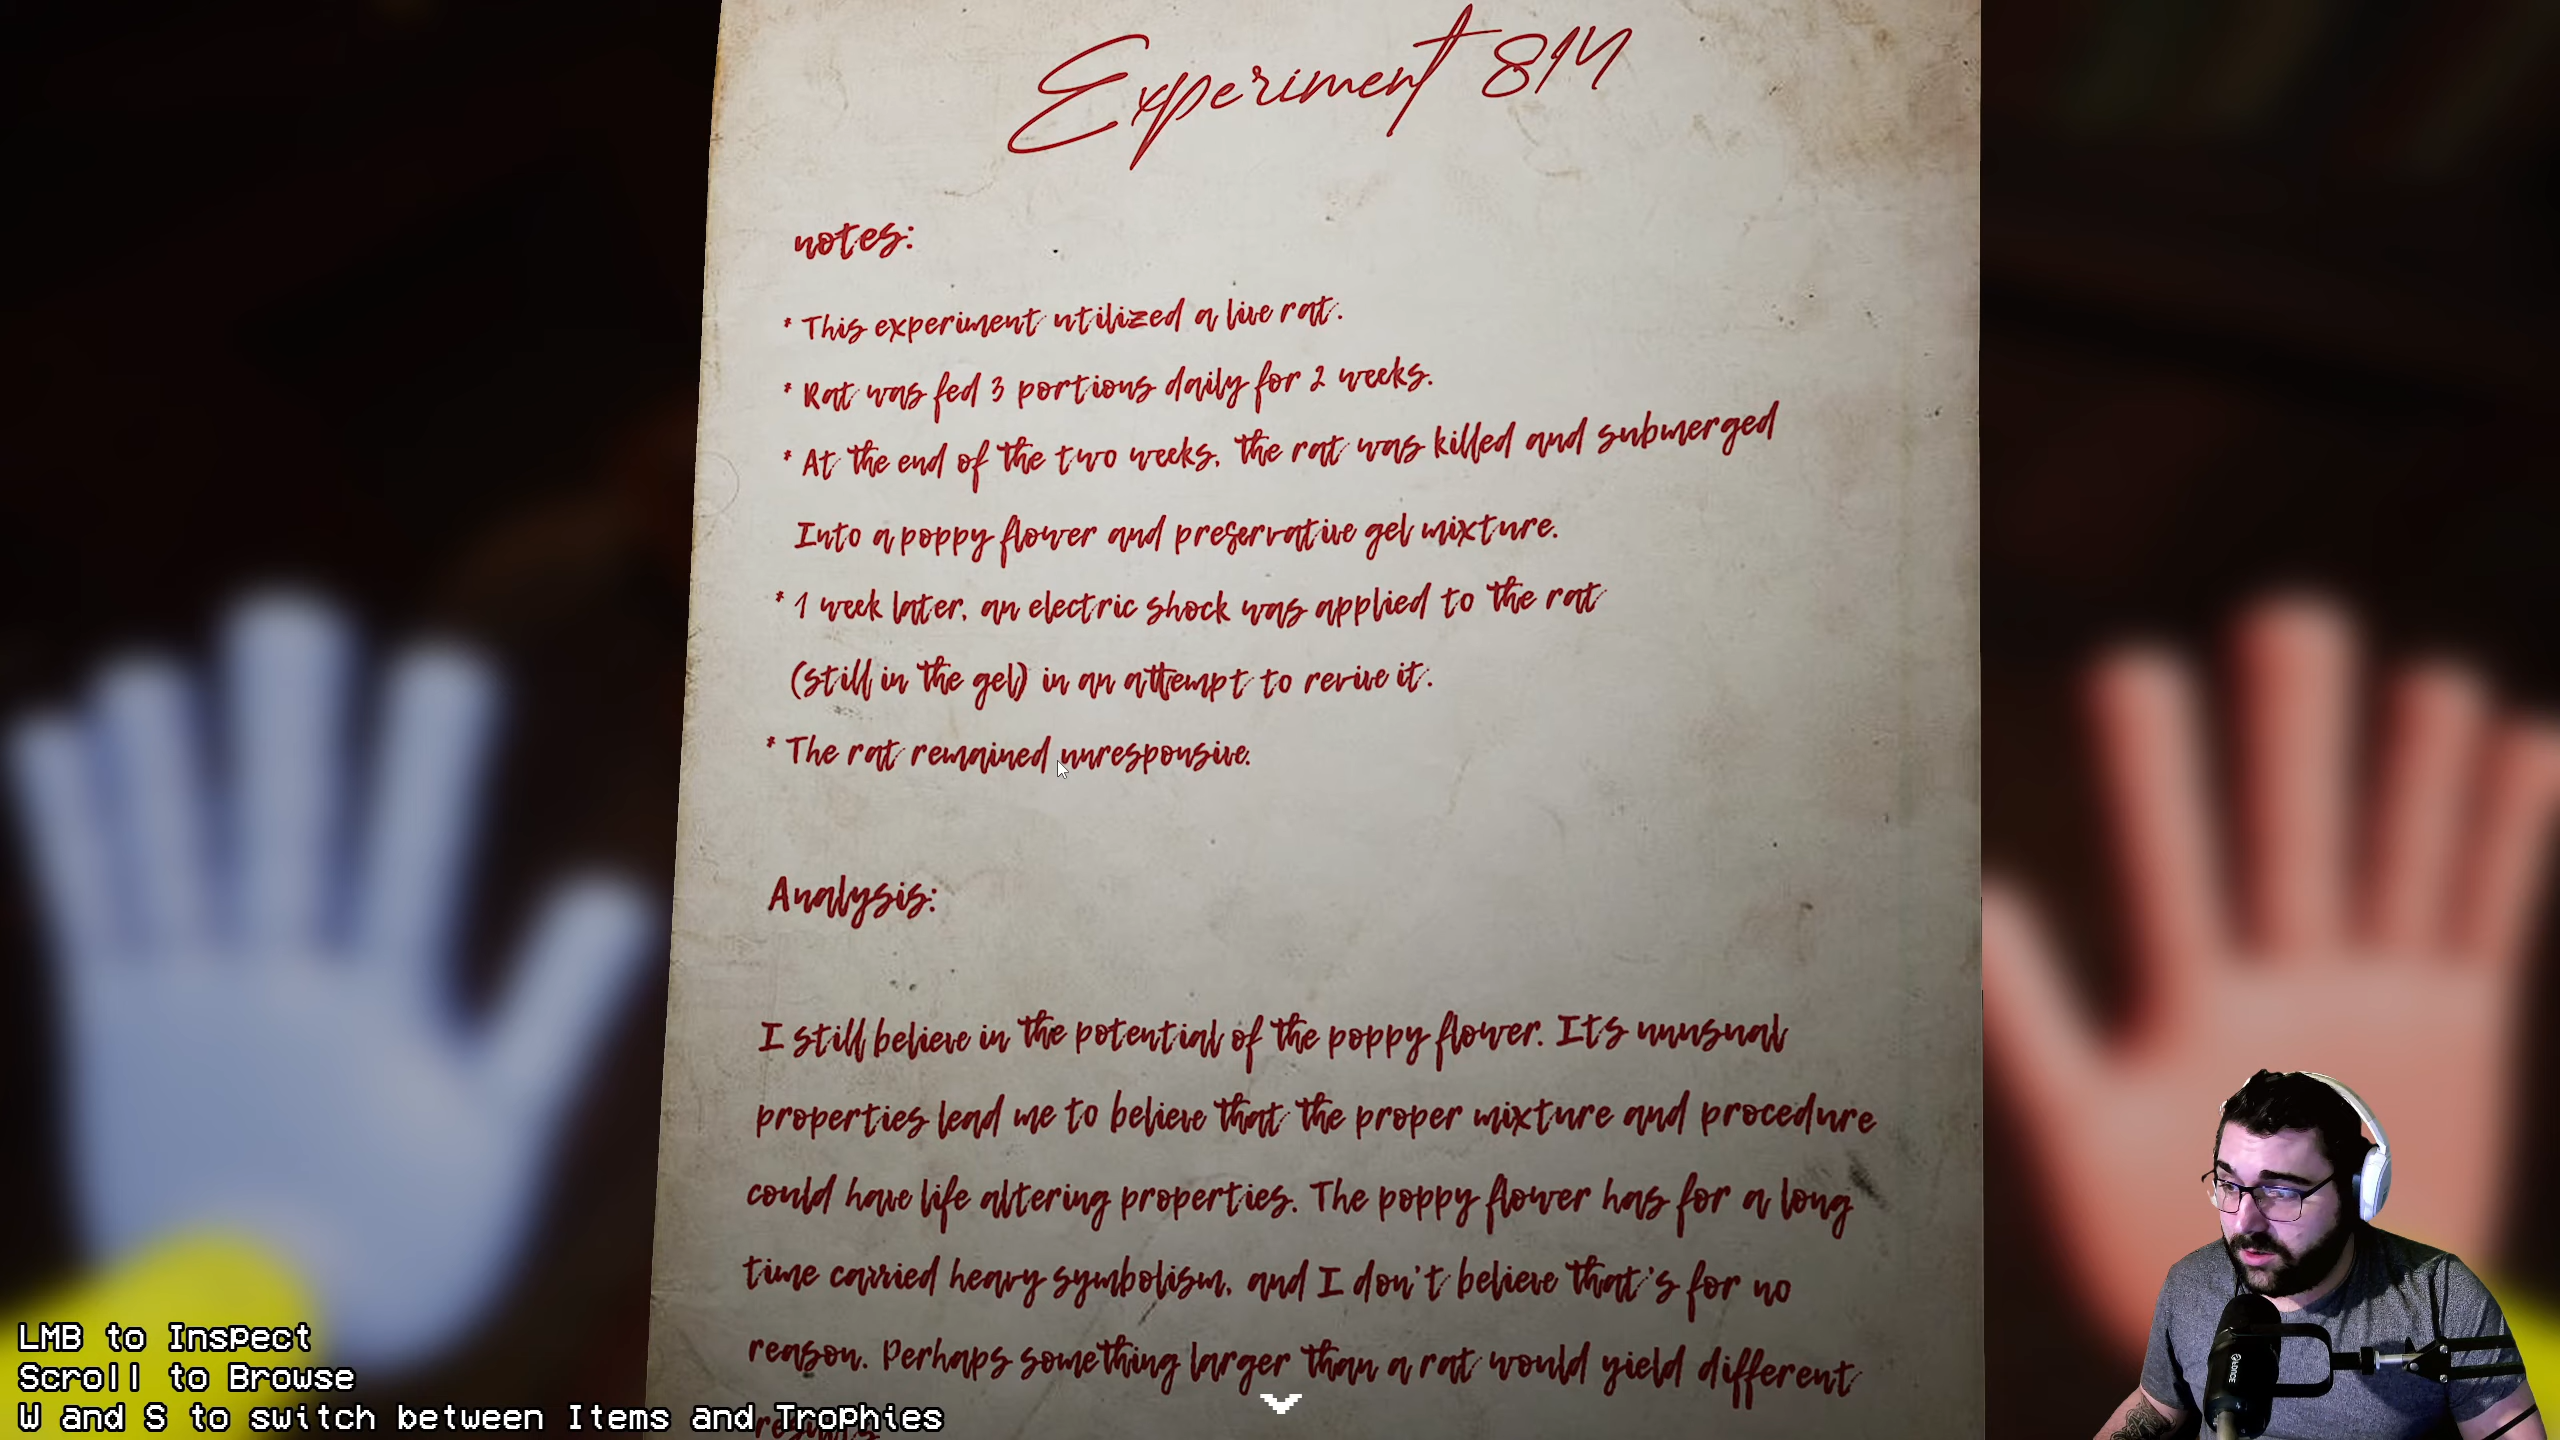 Experiment 814
notes:
* This experiment utilized a live rat.
* Rat was fed 3 portions daily for 2 weeks.
* At the end of the two weeks, the rat was killed and submerged
Into a poppy flower and preservative gel mixture.
* 1 week later, an electric shock was applied to the rat
(still in the gel) in an attempt to revive it.
* The rat remained unresponsive.
Analysis:
I still believe in the potential of the poppy flower. Its unusual
properties lead me to believe that the proper mixture and procedure
could have life altering properties. The poppy flower has for a long
time carried heavy symbolism, and I don't believe that's for no
reason. Perhaps something larger than a rat would yield different
LMB to Inspect
Scroll to Browse
W and S to switch between Items and Trophies